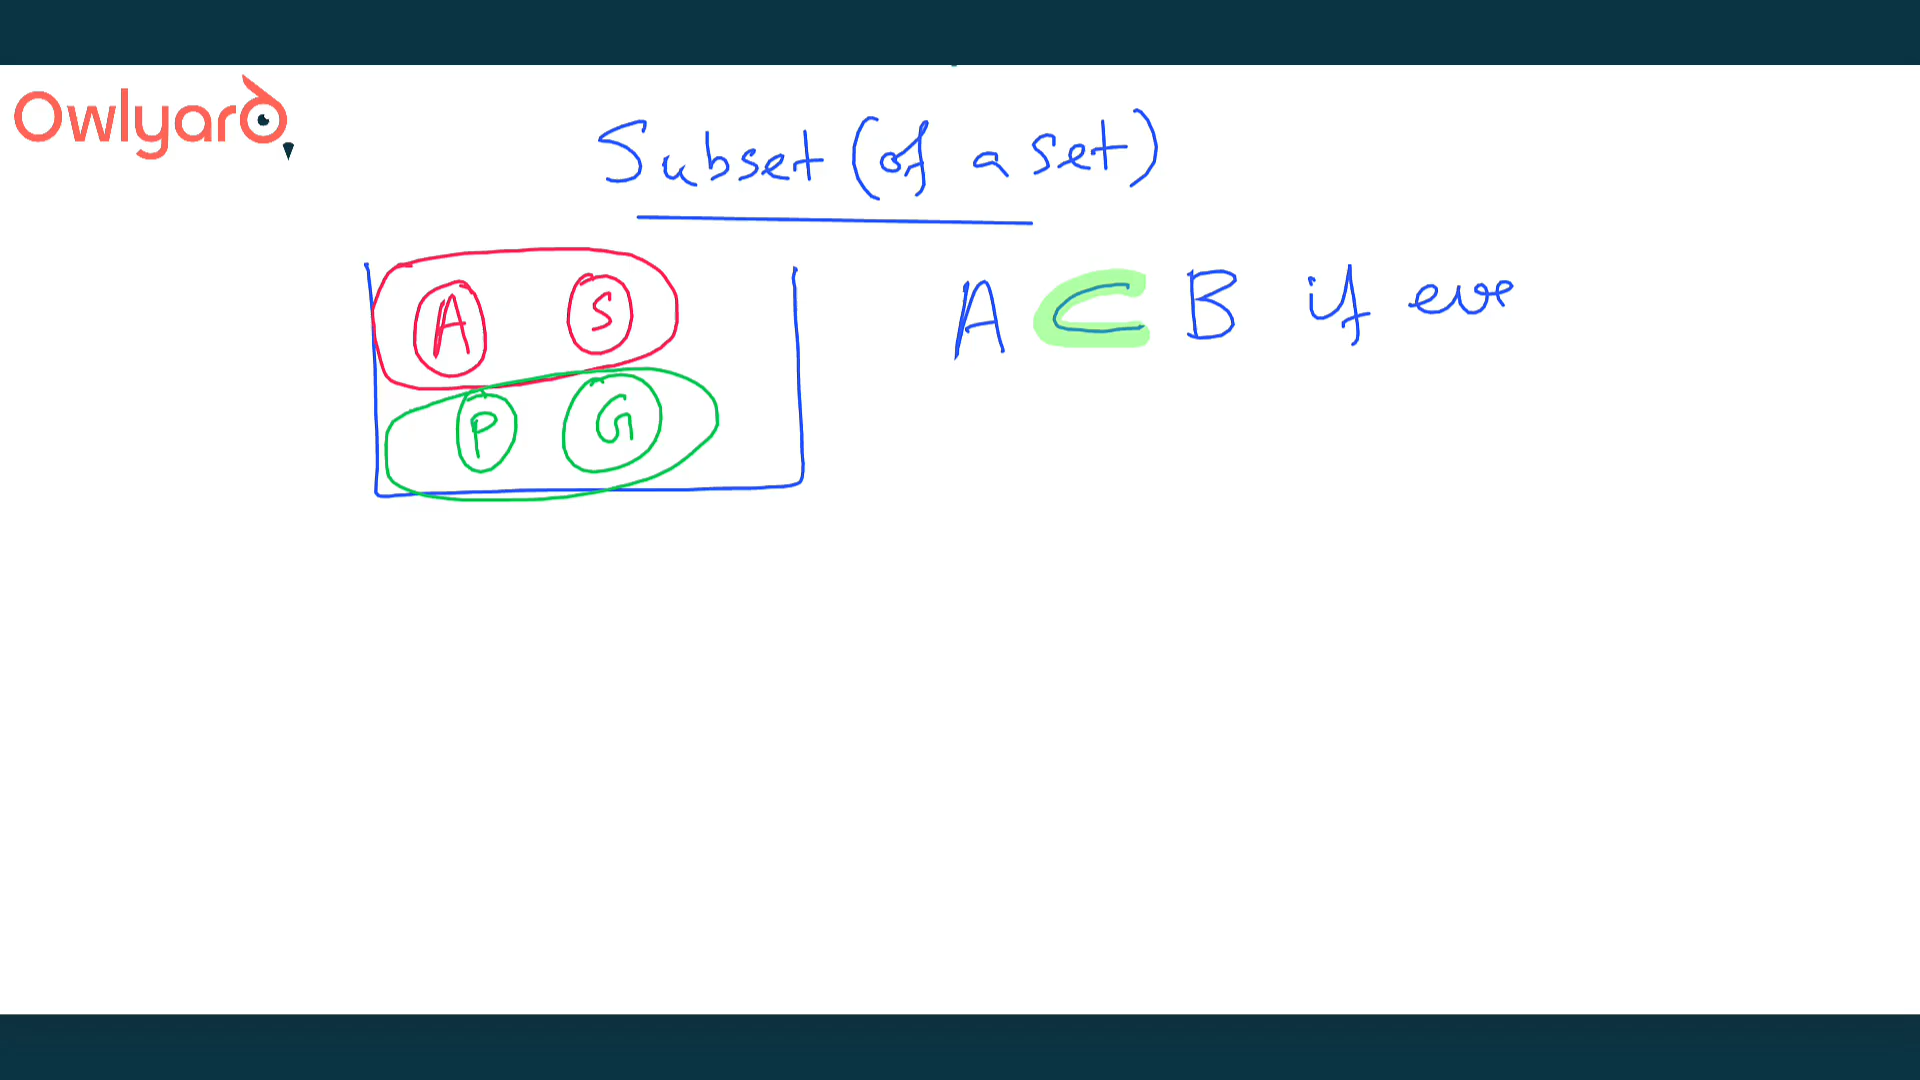 Owlyard
Subset (of a set)
A S
P G
A ⊂ B if eve